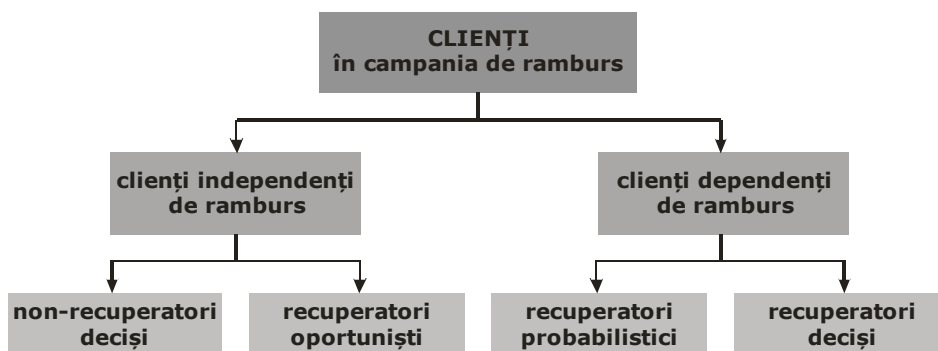 CLIENȚI
în campania de ramburs
clienți independenți
de ramburs
clienți dependenți
de ramburs
non-recuperatori
deciși
recuperatori
oportuniști
recuperatori
probabilistici
recuperatori
deciși